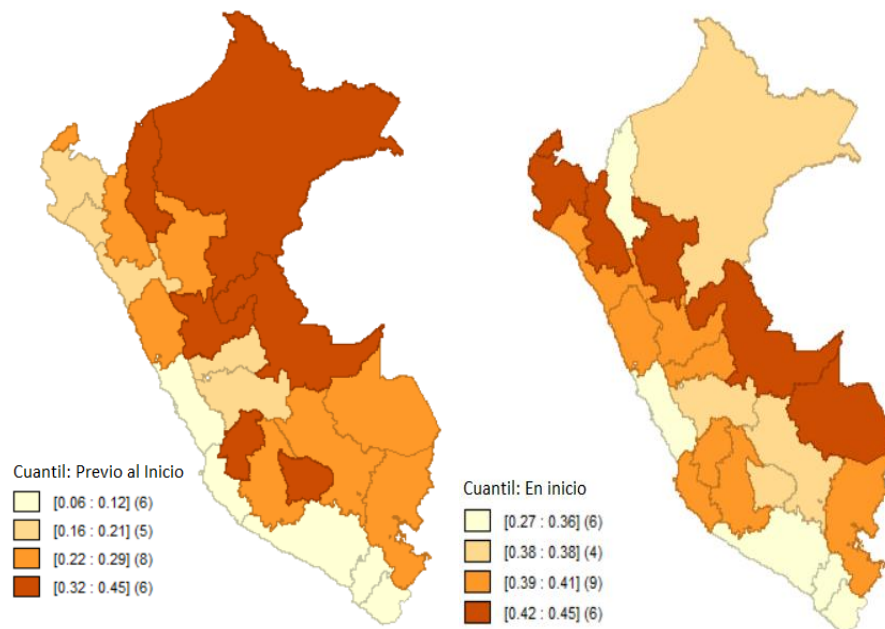 Cuantil: Previo al Inicio
[0.06 : 0.12] (6)
[0.16 : 0.21] (5)
[0.22 : 0.29] (8)
[0.32 : 0.45] (6)
Cuantil: En inicio
[0.27 : 0.36] (6)
[0.38 : 0.38] (4)
[0.39 : 0.41] (9)
[0.42 : 0.45] (6)